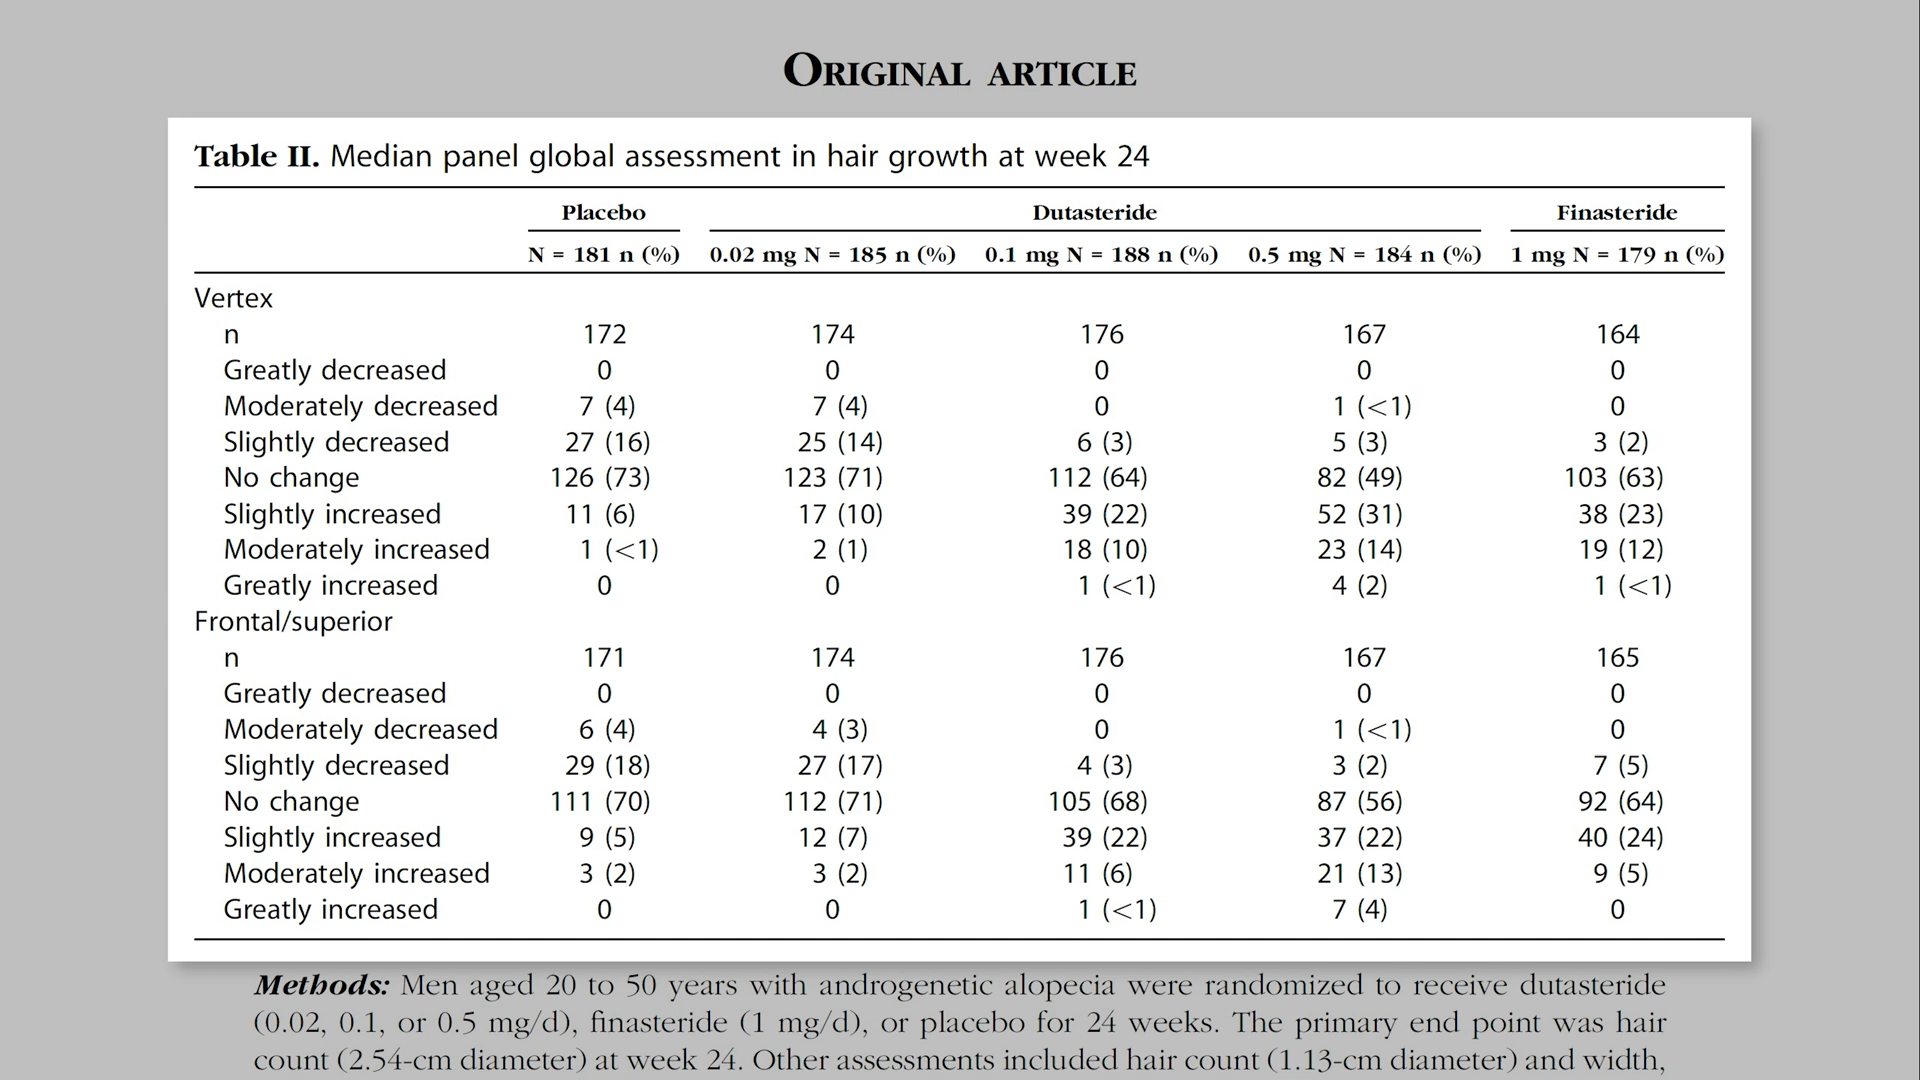 ORIGINAL ARTICLE
Table II. Median panel global assessment in hair growth at week 24
Placebo Dutasteride Finasteride
N = 181 n (%) 0.02 mg N = 185 n (%) 0.1 mg N = 188 n (%) 0.5 mg N = 184 n (%) 1 mg N = 179 n (%)
Vertex
n 172 174 176 167 164
Greatly decreased 0 0 0 0 0
Moderately decreased 7 (4) 7 (4) 0 1 (<1) 0
Slightly decreased 27 (16) 25 (14) 6 (3) 5 (3) 3 (2)
No change 126 (73) 123 (71) 112 (64) 82 (49) 103 (63)
Slightly increased 11 (6) 17 (10) 39 (22) 52 (31) 38 (23)
Moderately increased 1 (<1) 2 (1) 18 (10) 23 (14) 19 (12)
Greatly increased 0 0 1 (<1) 4 (2) 1 (<1)
Frontal/superior
n 171 174 176 167 165
Greatly decreased 0 0 0 0 0
Moderately decreased 6 (4) 4 (3) 0 1 (<1) 0
Slightly decreased 29 (18) 27 (17) 4 (3) 3 (2) 7 (5)
No change 111 (70) 112 (71) 105 (68) 87 (56) 92 (64)
Slightly increased 9 (5) 12 (7) 39 (22) 37 (22) 40 (24)
Moderately increased 3 (2) 3 (2) 11 (6) 21 (13) 9 (5)
Greatly increased 0 0 1 (<1) 7 (4) 0
Methods: Men aged 20 to 50 years with androgenetic alopecia were randomized to receive dutasteride
(0.02, 0.1, or 0.5 mg/d), finasteride (1 mg/d), or placebo for 24 weeks. The primary end point was hair
count (2.54-cm diameter) at week 24. Other assessments included hair count (1.13-cm diameter) and width,